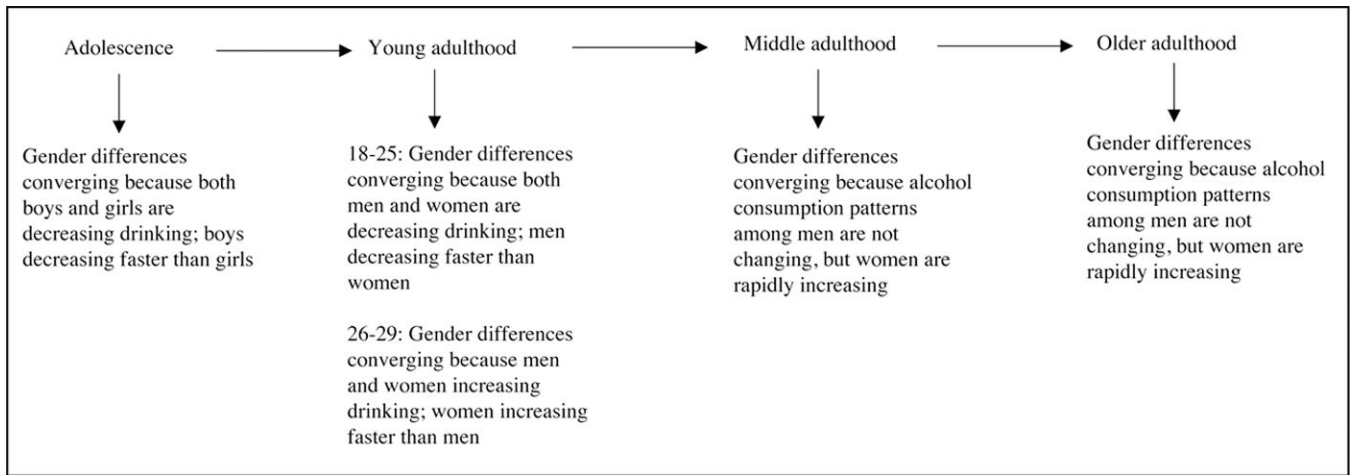 Adolescence
Young adulthood
Middle adulthood
Older adulthood
Gender differences
converging because both
boys and girls are
decreasing drinking; boys
decreasing faster than girls
18-25: Gender differences
converging because both
men and women are
decreasing drinking; men
decreasing faster than
women
26-29: Gender differences
converging because men
and women increasing
drinking; women increasing
faster than men
Gender differences
converging because alcohol
consumption patterns
among men are not
changing, but women are
rapidly increasing
Gender differences
converging because alcohol
consumption patterns
among men are not
changing, but women are
rapidly increasing